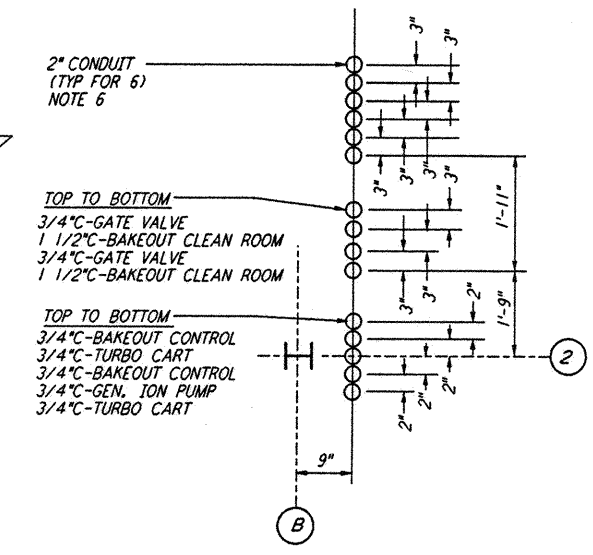 2" CONDUIT
(TYP FOR 6)
NOTE 6
3"
3"
3"
3"
3"
TOP TO BOTTOM
3/4"C-GATE VALVE
1 1/2"C-BAKEOUT CLEAN ROOM
3/4"C-GATE VALVE
1 1/2"C-BAKEOUT CLEAN ROOM
3"
3"
3"
1'-11"
TOP TO BOTTOM
3/4"C-BAKEOUT CONTROL
3/4"C-TURBO CART
3/4"C-BAKEOUT CONTROL
3/4"C-GEN. ION PUMP
3/4"C-TURBO CART
2"
1'-9"
2
2"
2"
2"
9"
B